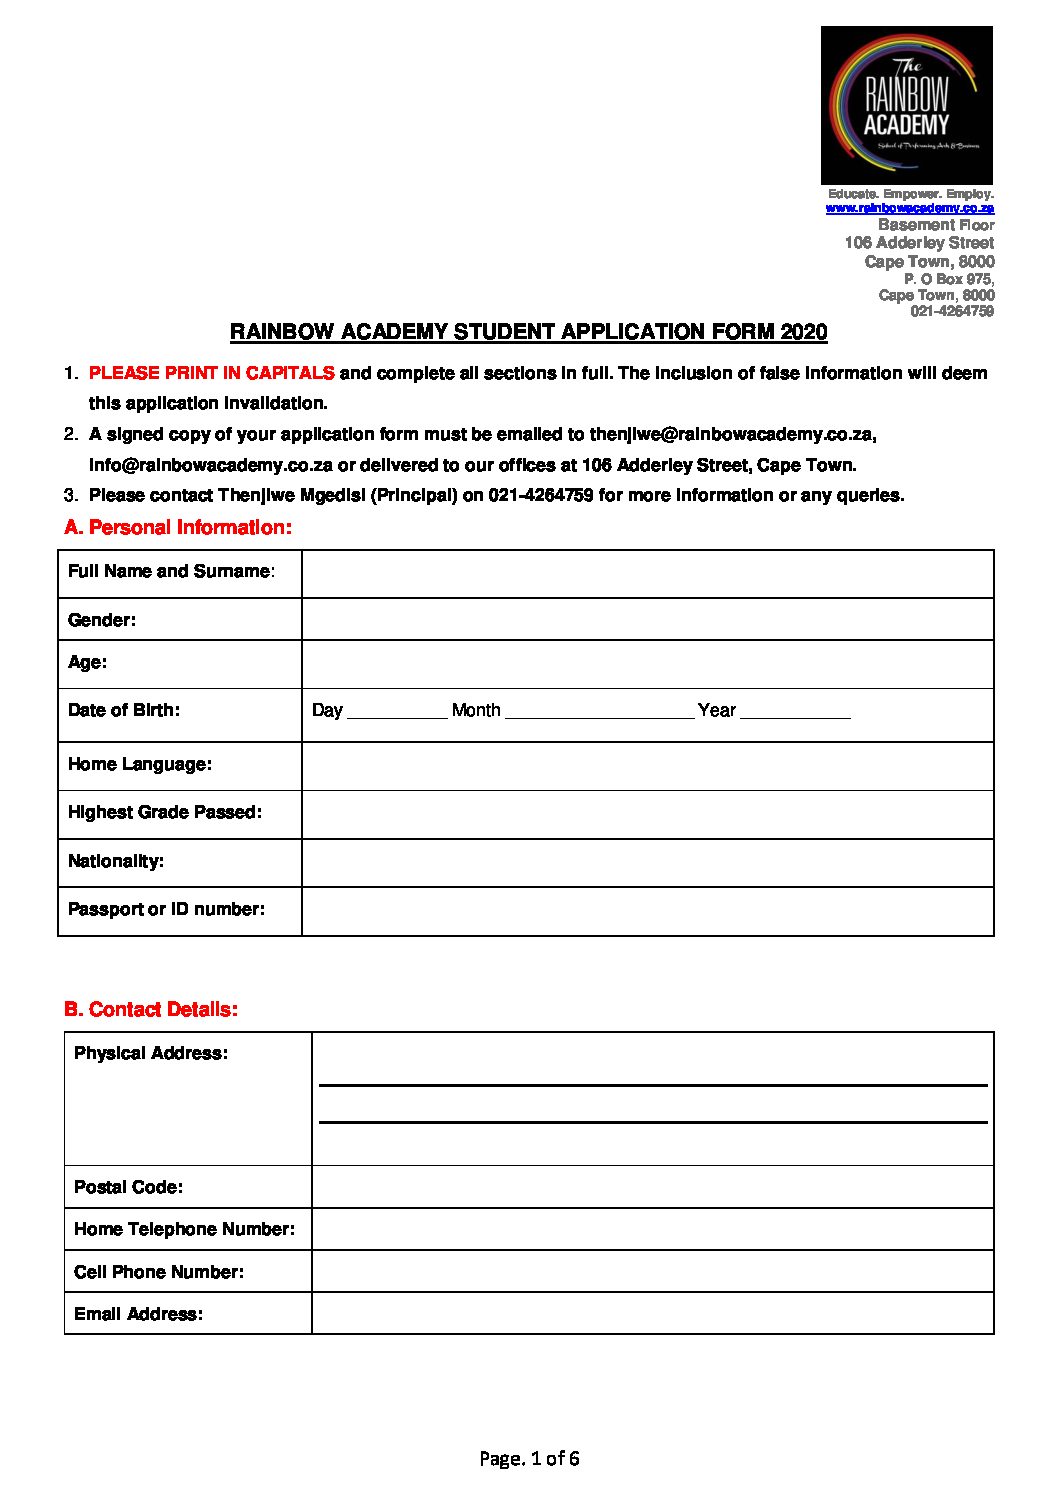 The
RAINBOW
ACADEMY
School of Performing Arts & Business
Educate. Empower. Employ.
www.rainbowacademy.co.za
Basement Floor
106 Adderley Street
Cape Town, 8000
P. O Box 975,
Cape Town, 8000
021-4264759
RAINBOW ACADEMY STUDENT APPLICATION FORM 2020
1. PLEASE PRINT IN CAPITALS and complete all sections in full. The inclusion of false information will deem
this application invalidation.
2. A signed copy of your application form must be emailed to thenjiwe@rainbowacademy.co.za,
info@rainbowacademy.co.za or delivered to our offices at 106 Adderley Street, Cape Town.
3. Please contact Thenjiwe Mgedisi (Principal) on 021-4264759 for more information or any queries.
A. Personal Information:
Full Name and Surname:
Gender:
Age:
Date of Birth: Day __________ Month ___________________ Year ___________
Home Language:
Highest Grade Passed:
Nationality:
Passport or ID number:
B. Contact Details:
Physical Address:
Postal Code:
Home Telephone Number:
Cell Phone Number:
Email Address:
Page. 1 of 6